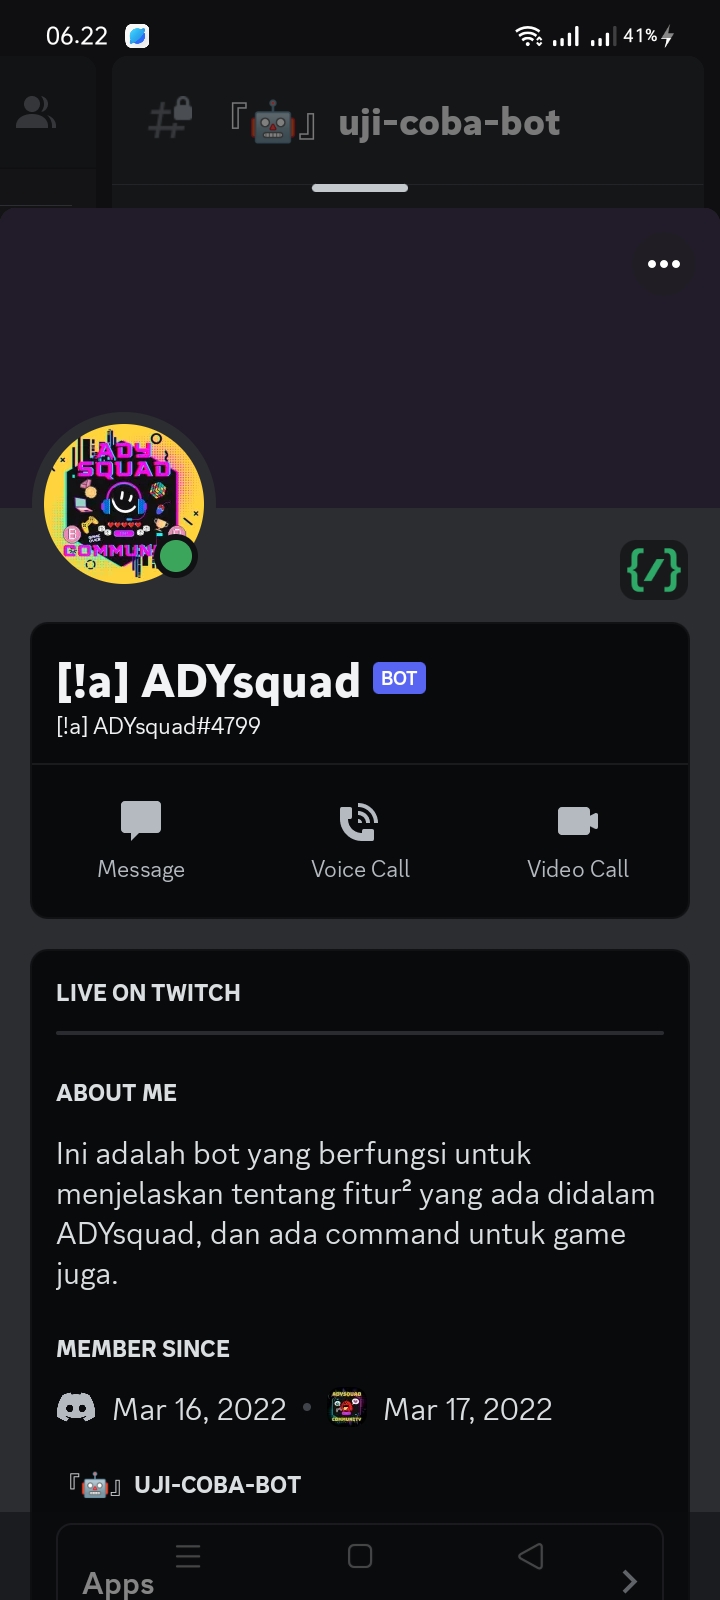 06.22
41%
『🤖』 uji-coba-bot
ADY
SQUAD
[!a] ADYsquad BOT
[!a] ADYsquad#4799
Message Voice Call Video Call
LIVE ON TWITCH
ABOUT ME
Ini adalah bot yang berfungsi untuk
menjelaskan tentang fitur² yang ada didalam
ADYsquad, dan ada command untuk game
juga.
MEMBER SINCE
Mar 16, 2022 • Mar 17, 2022
『🤖』 UJI-COBA-BOT
Apps